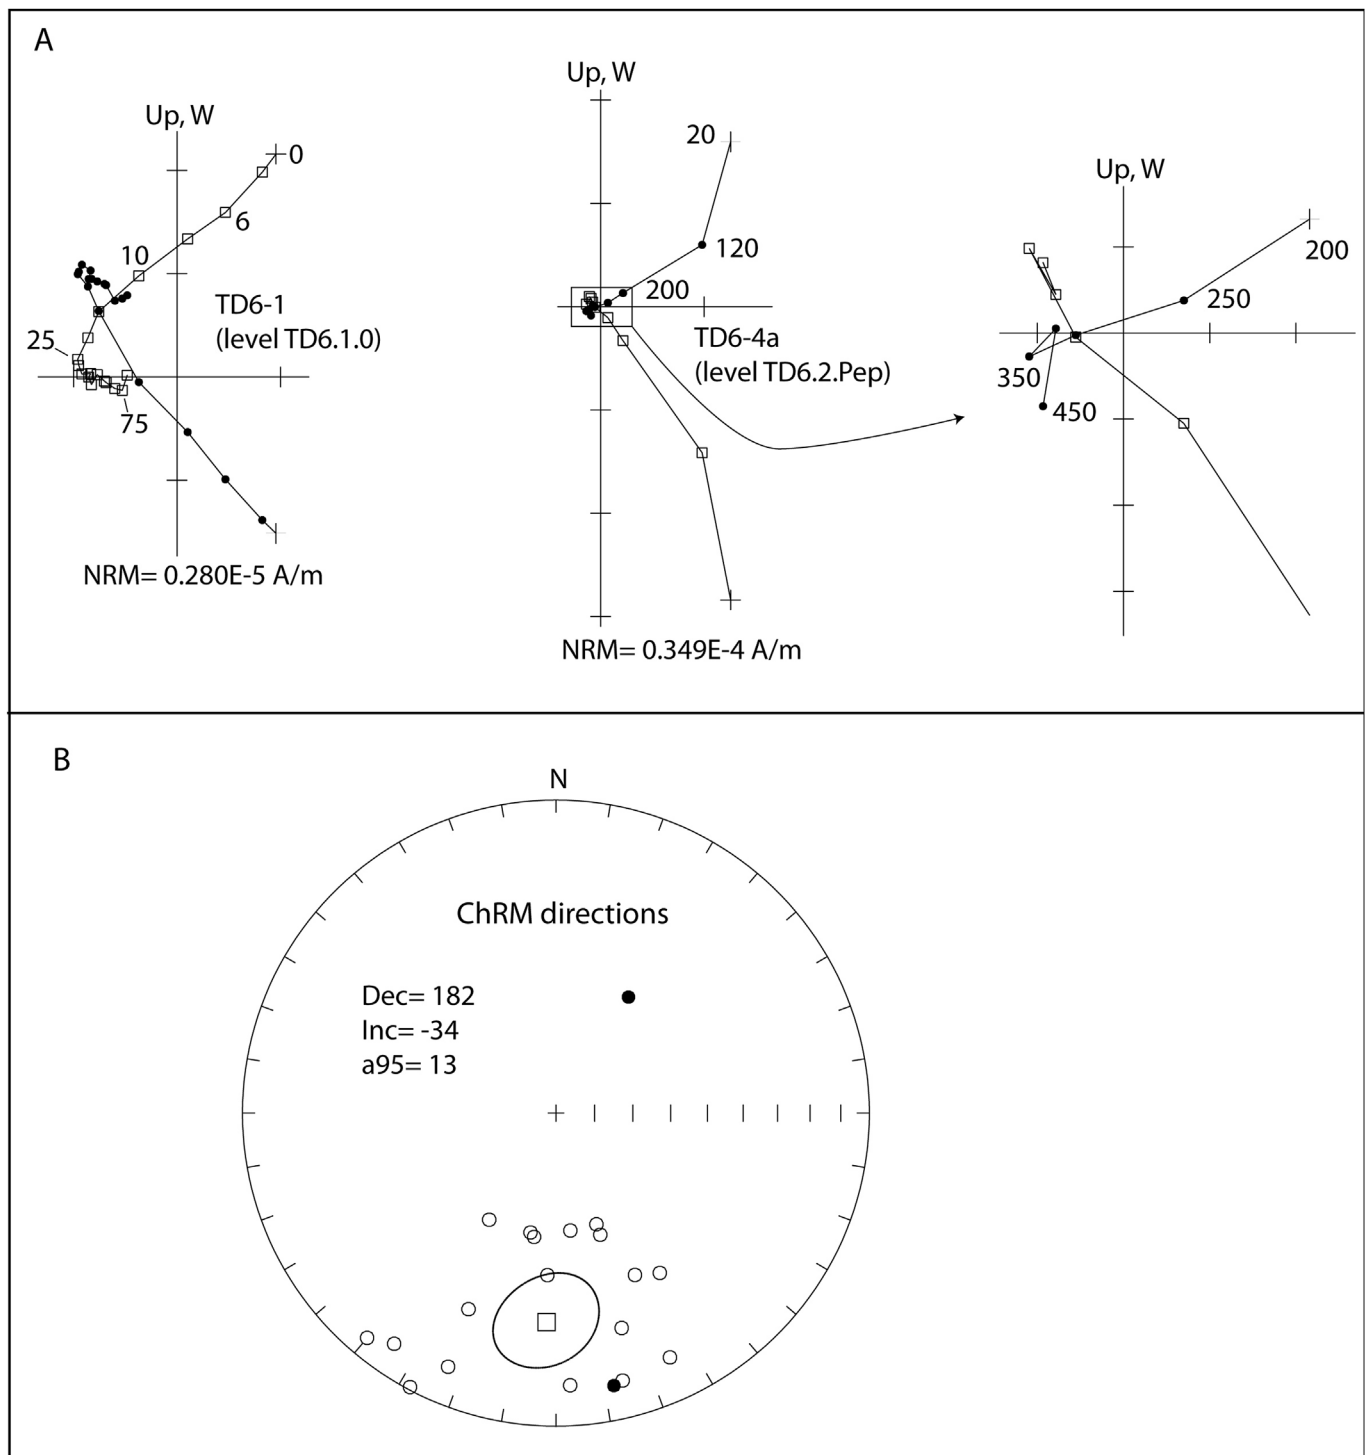 A
Up, W
0
6
10
25
75
TD6-1
(level TD6.1.0)
NRM= 0.280E-5 A/m
Up, W
20
120
200
TD6-4a
(level TD6.2.Pep)
NRM= 0.349E-4 A/m
Up, W
200
250
350
450
B
N
ChRM directions
Dec= 182
Inc= -34
a95= 13